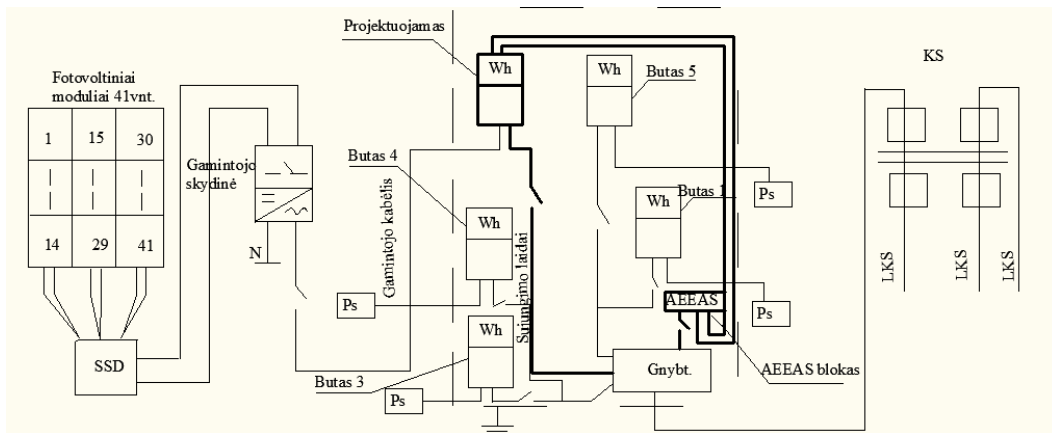 Projektuojamas
KS
Fotovoltiniai
moduliai 41vnt.
Wh
Wh
Butas 5
1 15 30
Butas 4
Gamintojo
skydinė
Wh
Butas 1
Ps
Wh
14 29 41
N
Gamintojo kabėlis
Sujungimo laidai
LKS
LKS
LKS
Ps
AEEAS
Ps
Wh
SSD
Gnybt.
AEEAS blokas
Butas 3
Ps